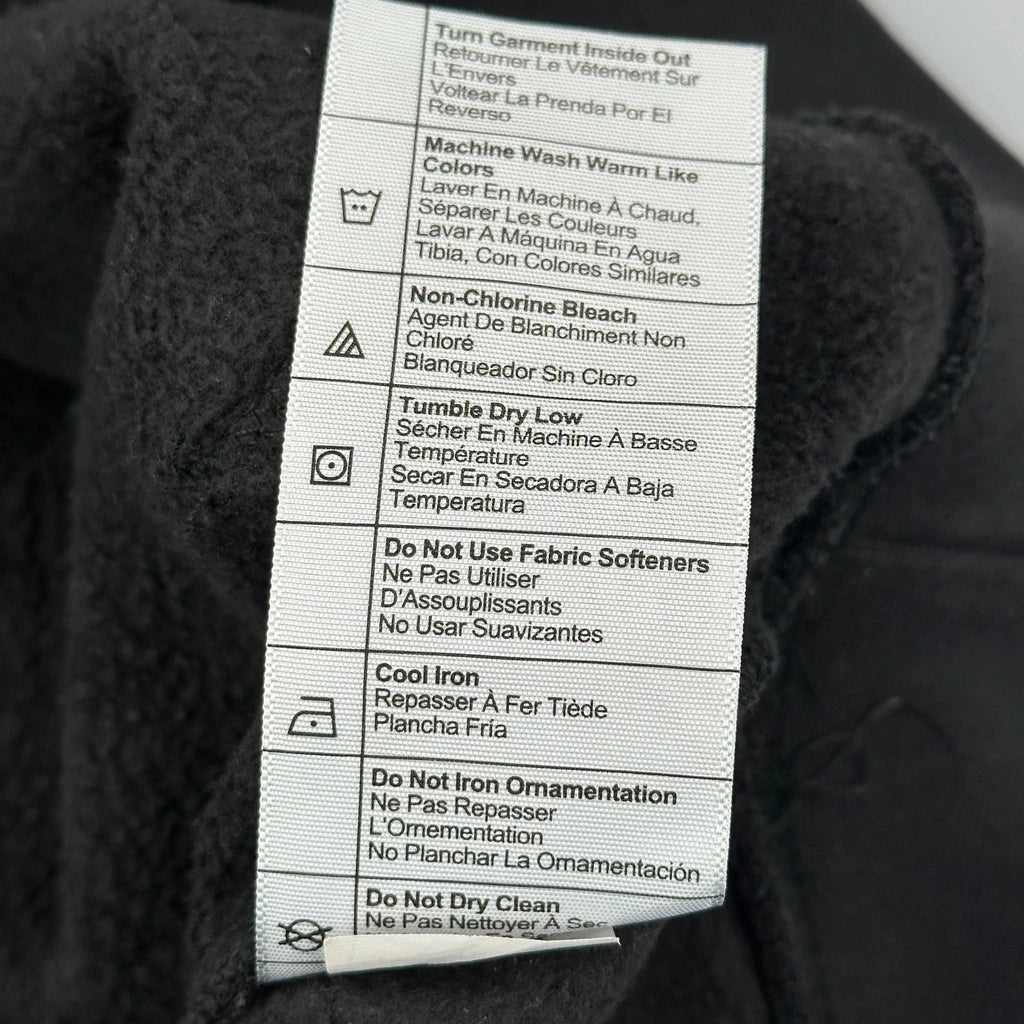 Turn Garment Inside Out
Retourner Le Vêtement Sur
L'Envers
Voltear La Prenda Por El
Reverso
Machine Wash Warm Like
Colors
Laver En Machine À Chaud,
Séparer Les Couleurs
Lavar A Máquina En Agua
Tibia, Con Colores Similares
Non-Chlorine Bleach
Agent De Blanchiment Non
Chloré
Blanqueador Sin Cloro
Tumble Dry Low
Sécher En Machine À Basse
Température
Secar En Secadora A Baja
Temperatura
Do Not Use Fabric Softeners
Ne Pas Utiliser
D'Assouplissants
No Usar Suavizantes
Cool Iron
Repasser À Fer Tiède
Plancha Fría
Do Not Iron Ornamentation
Ne Pas Repasser
L'Ornementation
No Planchar La Ornamentación
Do Not Dry Clean
Ne Pas Nettoyer À Sec